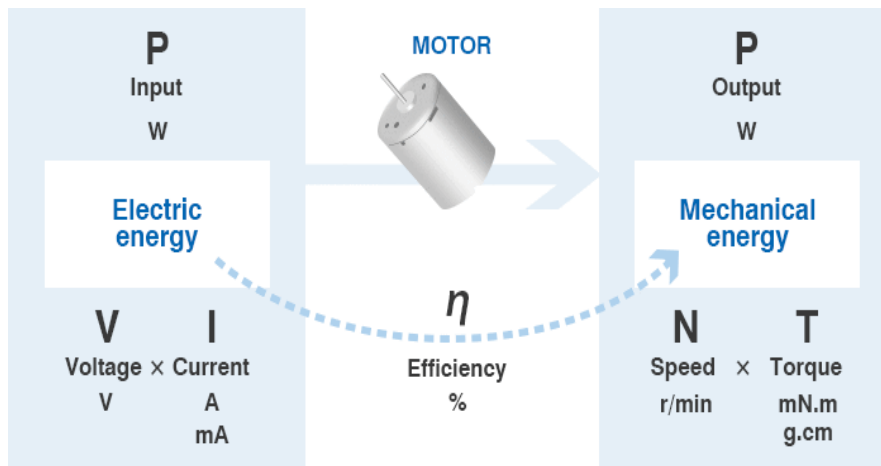 P
Input
W
Electric
energy
V I
Voltage × Current
V A
mA
MOTOR
η
Efficiency
%
P
Output
W
Mechanical
energy
N T
Speed × Torque
r/min mN.m
g.cm